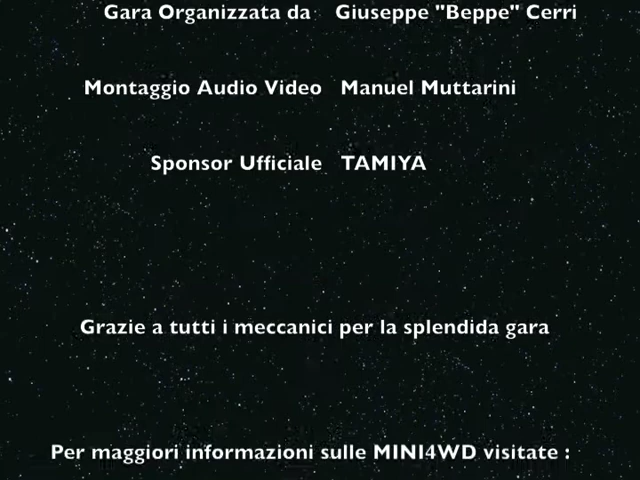 Gara Organizzata da Giuseppe "Beppe" Cerri
Montaggio Audio Video Manuel Muttarini
Sponsor Ufficiale TAMIYA
Grazie a tutti i meccanici per la splendida gara
Per maggiori informazioni sulle MINI4WD visitate :